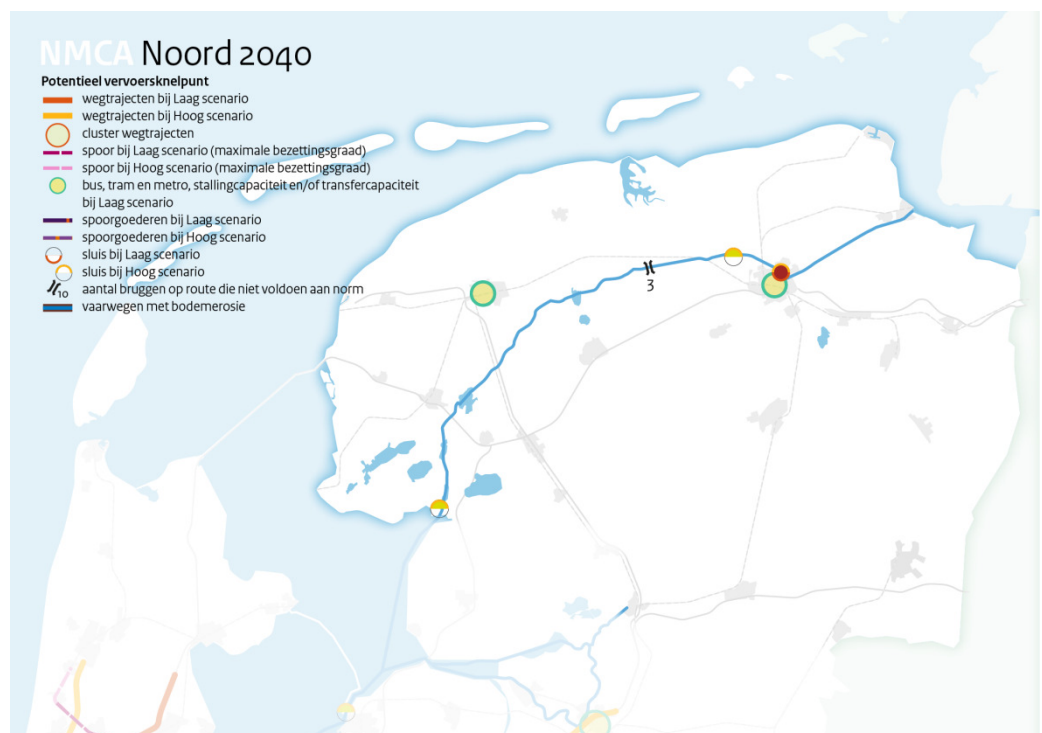 NMCA Noord 2040
Potentieel vervoersknelpunt
wegtrajecten bij Laag scenario
wegtrajecten bij Hoog scenario
cluster wegtrajecten
spoor bij Laag scenario (maximale bezettingsgraad)
spoor bij Hoog scenario (maximale bezettingsgraad)
bus, tram en metro, stallingcapaciteit en/of transfercapaciteit
bij Laag scenario
spoorgoederen bij Laag scenario
spoorgoederen bij Hoog scenario
sluis bij Laag scenario
sluis bij Hoog scenario
10 aantal bruggen op route die niet voldoen aan norm
vaarwegen met bodemerosie
3